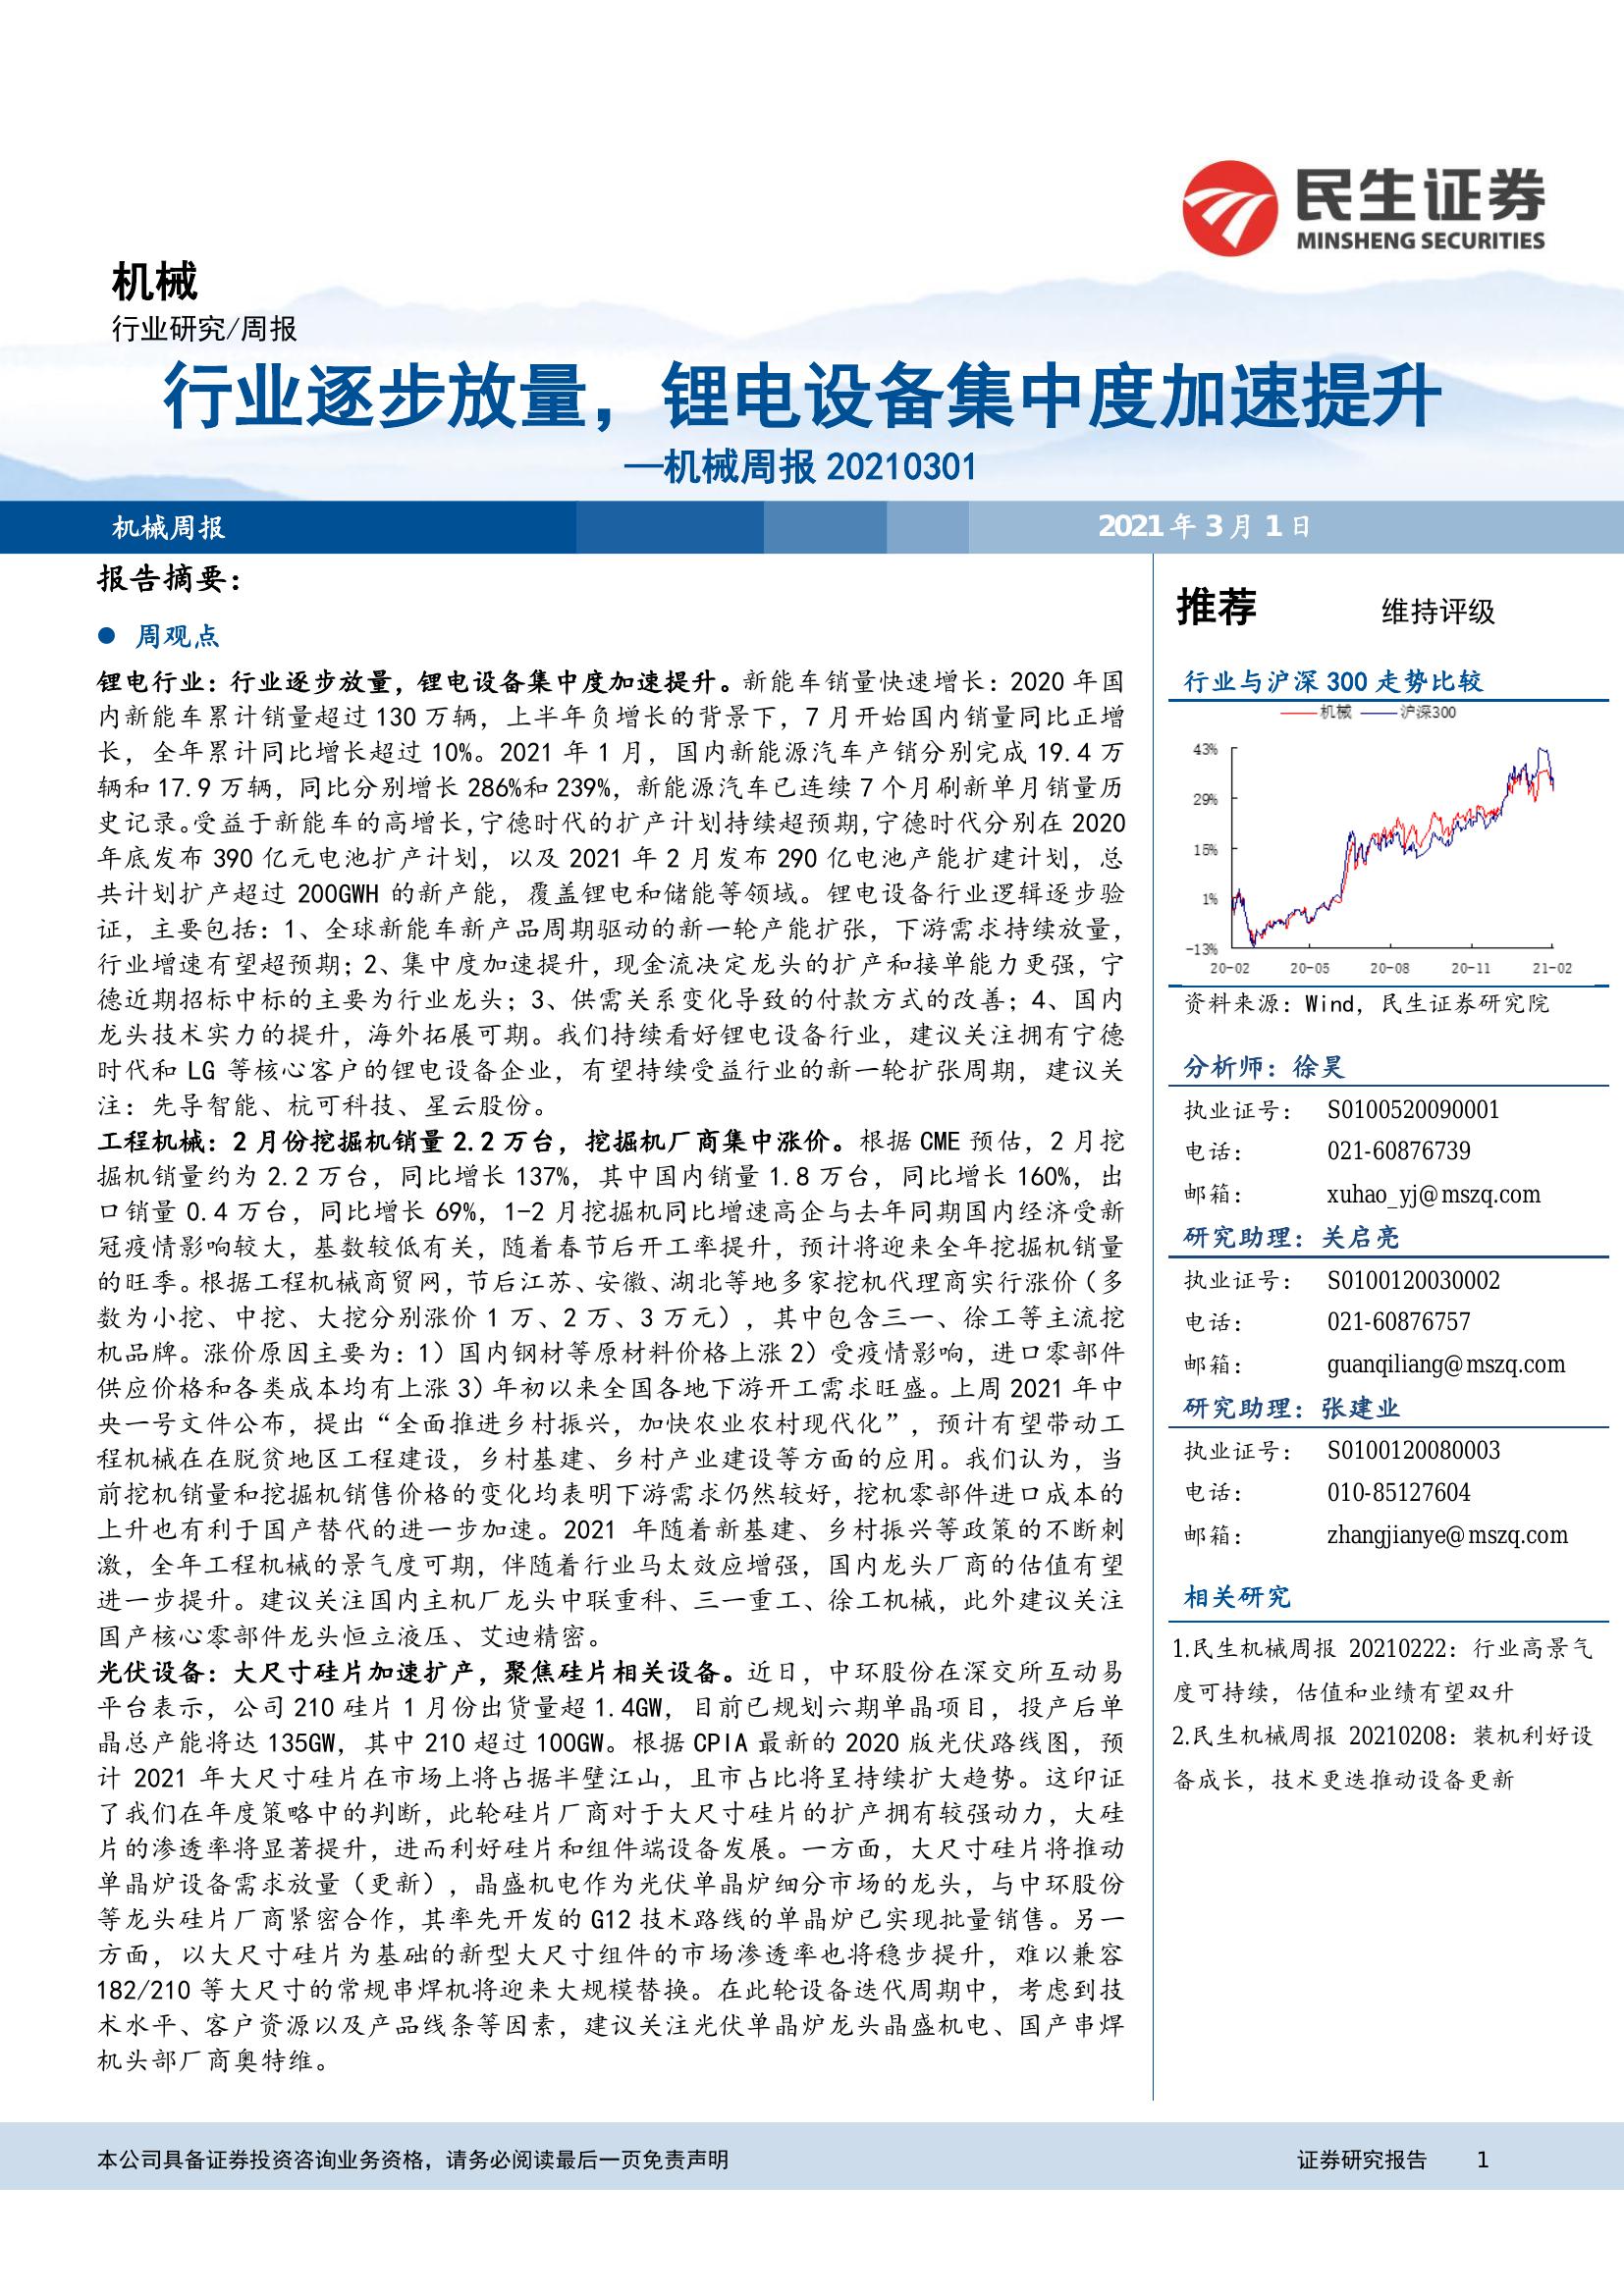 民生证券
MINSHENG SECURITIES
机械
行业研究/周报
行业逐步放量，锂电设备集中度加速提升
—机械周报 20210301
机械周报
2021 年 3 月 1 日
报告摘要：
● 周观点
锂电行业：行业逐步放量，锂电设备集中度加速提升。新能车销量快速增长：2020 年国
内新能车累计销量超过 130 万辆，上半年负增长的背景下，7 月开始国内销量同比正增
长，全年累计同比增长超过 10%。2021 年 1 月，国内新能源汽车产销分别完成 19.4 万
辆和 17.9 万辆，同比分别增长 286%和 239%，新能源汽车已连续 7 个月刷新单月销量历
史记录。受益于新能车的高增长，宁德时代的扩产计划持续超预期，宁德时代分别在 2020
年底发布 390 亿元电池扩产计划，以及 2021 年 2 月发布 290 亿电池产能扩建计划，总
共计划扩产超过 200GWH 的新产能，覆盖锂电和储能等领域。锂电设备行业逻辑逐步验
证，主要包括：1、全球新能车新产品周期驱动的新一轮产能扩张，下游需求持续放量，
行业增速有望超预期；2、集中度加速提升，现金流决定龙头的扩产和接单能力更强，宁
德近期招标中标的主要为行业龙头；3、供需关系变化导致的付款方式的改善；4、国内
龙头技术实力的提升，海外拓展可期。我们持续看好锂电设备行业，建议关注拥有宁德
时代和 LG 等核心客户的锂电设备企业，有望持续受益行业的新一轮扩张周期，建议关
注：先导智能、杭可科技、星云股份。
工程机械：2 月份挖掘机销量 2.2 万台，挖掘机厂商集中涨价。根据 CME 预估，2 月挖
掘机销量约为 2.2 万台，同比增长 137%，其中国内销量 1.8 万台，同比增长 160%，出
口销量 0.4 万台，同比增长 69%，1-2 月挖掘机同比增速高企与去年同期国内经济受新
冠疫情影响较大，基数较低有关，随着春节后开工率提升，预计将迎来全年挖掘机销量
的旺季。根据工程机械商贸网，节后江苏、安徽、湖北等地多家挖机代理商实行涨价（多
数为小挖、中挖、大挖分别涨价 1 万、2 万、3 万元），其中包含三一、徐工等主流挖
机品牌。涨价原因主要为：1）国内钢材等原材料价格上涨 2）受疫情影响，进口零部件
供应价格和各类成本均有上涨 3）年初以来全国各地下游开工需求旺盛。上周 2021 年中
央一号文件公布，提出“全面推进乡村振兴，加快农业农村现代化”，预计有望带动工
程机械在在脱贫地区工程建设，乡村基建、乡村产业建设等方面的应用。我们认为，当
前挖机销量和挖掘机销售价格的变化均表明下游需求仍然较好，挖机零部件进口成本的
上升也有利于国产替代的进一步加速。2021 年随着新基建、乡村振兴等政策的不断刺
激，全年工程机械的景气度可期，伴随着行业马太效应增强，国内龙头厂商的估值有望
进一步提升。建议关注国内主机厂龙头中联重科、三一重工、徐工机械，此外建议关注
国产核心零部件龙头恒立液压、艾迪精密。
光伏设备：大尺寸硅片加速扩产，聚焦硅片相关设备。近日，中环股份在深交所互动易
平台表示，公司 210 硅片 1 月份出货量超 1.4GW，目前已规划六期单晶项目，投产后单
晶总产能将达 135GW，其中 210 超过 100GW。根据 CPIA 最新的 2020 版光伏路线图，预
计 2021 年大尺寸硅片在市场上将占据半壁江山，且市占比将呈持续扩大趋势。这印证
了我们在年度策略中的判断，此轮硅片厂商对于大尺寸硅片的扩产拥有较强动力，大硅
片的渗透率将显著提升，进而利好硅片和组件端设备发展。一方面，大尺寸硅片将推动
单晶炉设备需求放量（更新），晶盛机电作为光伏单晶炉细分市场的龙头，与中环股份
等龙头硅片厂商紧密合作，其率先开发的 G12 技术路线的单晶炉已实现批量销售。另一
方面，以大尺寸硅片为基础的新型大尺寸组件的市场渗透率也将稳步提升，难以兼容
182/210 等大尺寸的常规串焊机将迎来大规模替换。在此轮设备迭代周期中，考虑到技
术水平、客户资源以及产品线条等因素，建议关注光伏单晶炉龙头晶盛机电、国产串焊
机头部厂商奥特维。
推荐 维持评级
行业与沪深 300 走势比较
机械 沪深300
43%
29%
15%
1%
-13%
20-02 20-05 20-08 20-11 21-02
资料来源：Wind，民生证券研究院
分析师：徐昊
执业证号： S0100520090001
电话： 021-60876739
邮箱： xuhao_yj@mszq.com
研究助理：关启亮
执业证号： S0100120030002
电话： 021-60876757
邮箱： guanqiliang@mszq.com
研究助理：张建业
执业证号： S0100120080003
电话： 010-85127604
邮箱： zhangjianye@mszq.com
相关研究
1.民生机械周报 20210222：行业高景气
度可持续，估值和业绩有望双升
2.民生机械周报 20210208：装机利好设
备成长，技术更迭推动设备更新
本公司具备证券投资咨询业务资格，请务必阅读最后一页免责声明
证券研究报告 1